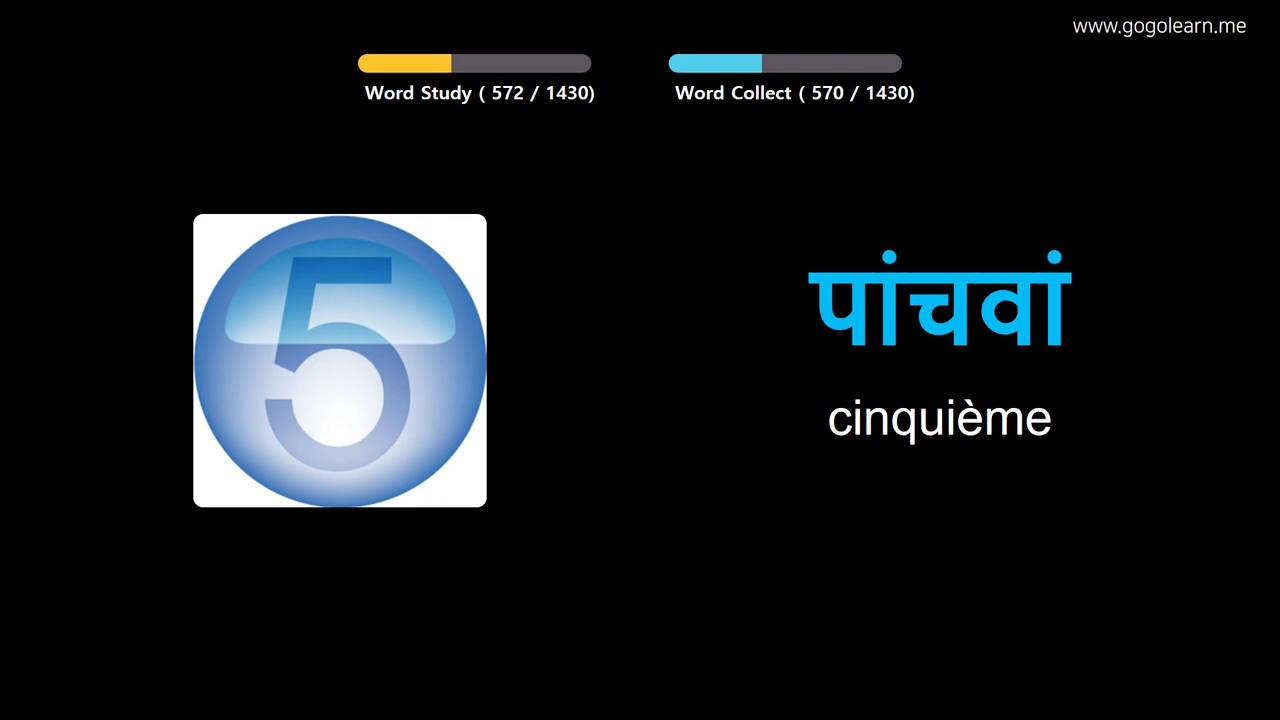 www.gogolearn.me
Word Study ( 572 / 1430)
Word Collect ( 570 / 1430)
5
पांचवां
cinquième